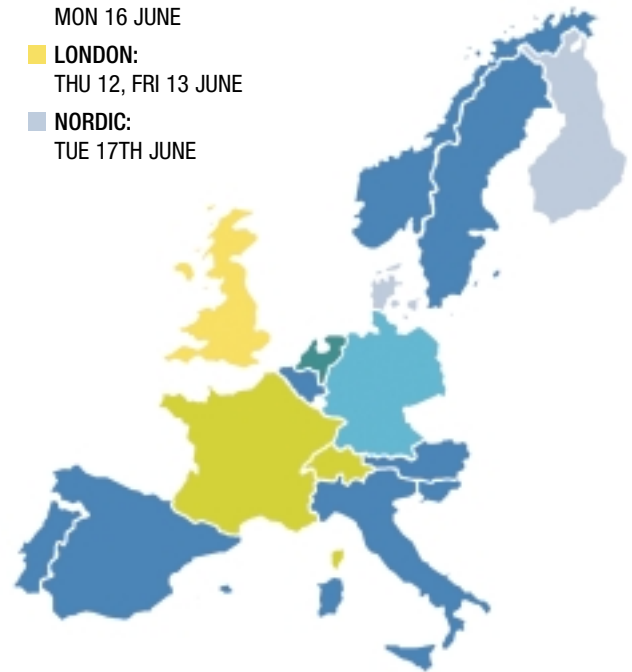 MON 16 JUNE
LONDON:
THU 12, FRI 13 JUNE
NORDIC:
TUE 17TH JUNE